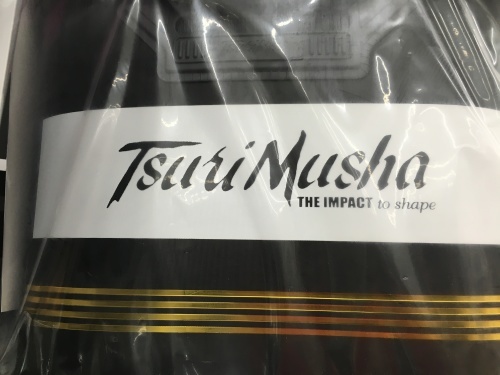 TsuriMusha
THE IMPACT to shape